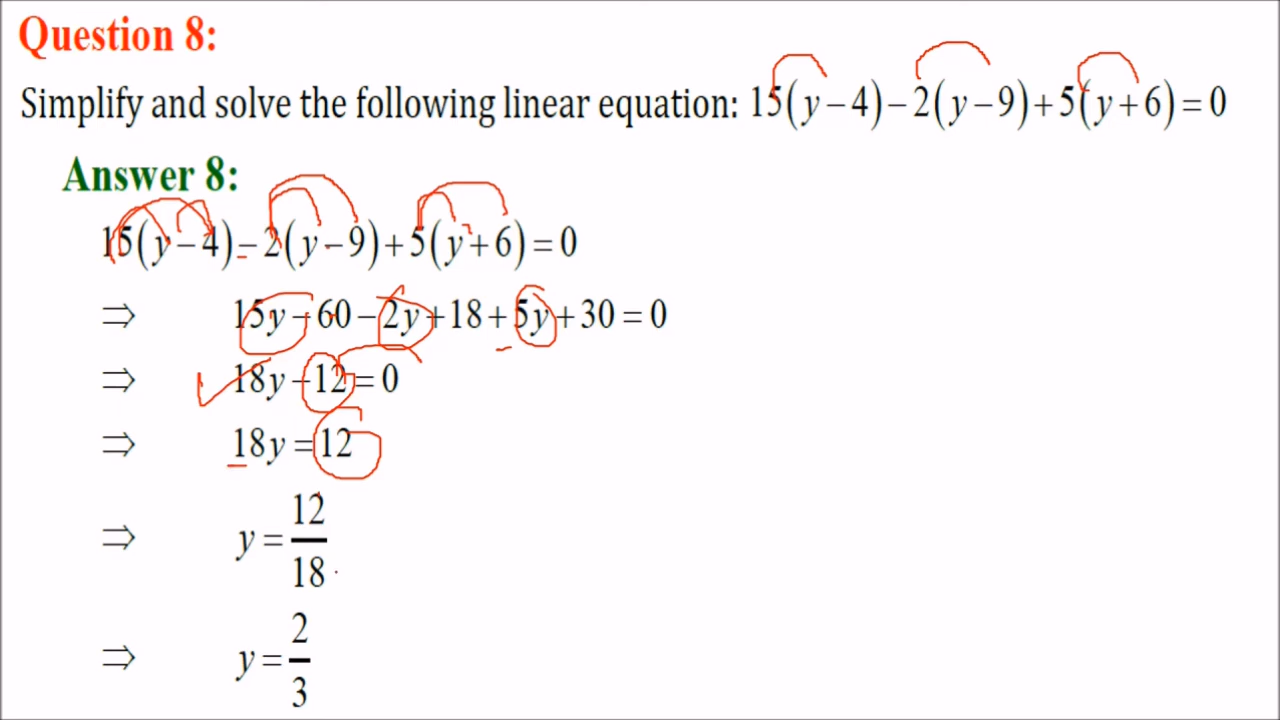 Question 8:
Simplify and solve the following linear equation: 15(y−4)−2(y−9)+5(y+6)=0
Answer 8:
15(y−4)−2(y−9)+5(y+6)=0
⇒ 15y−60−2y+18+5y+30=0
⇒ 18y−12=0
⇒ 18y=12
⇒ y=12/18
⇒ y=2/3